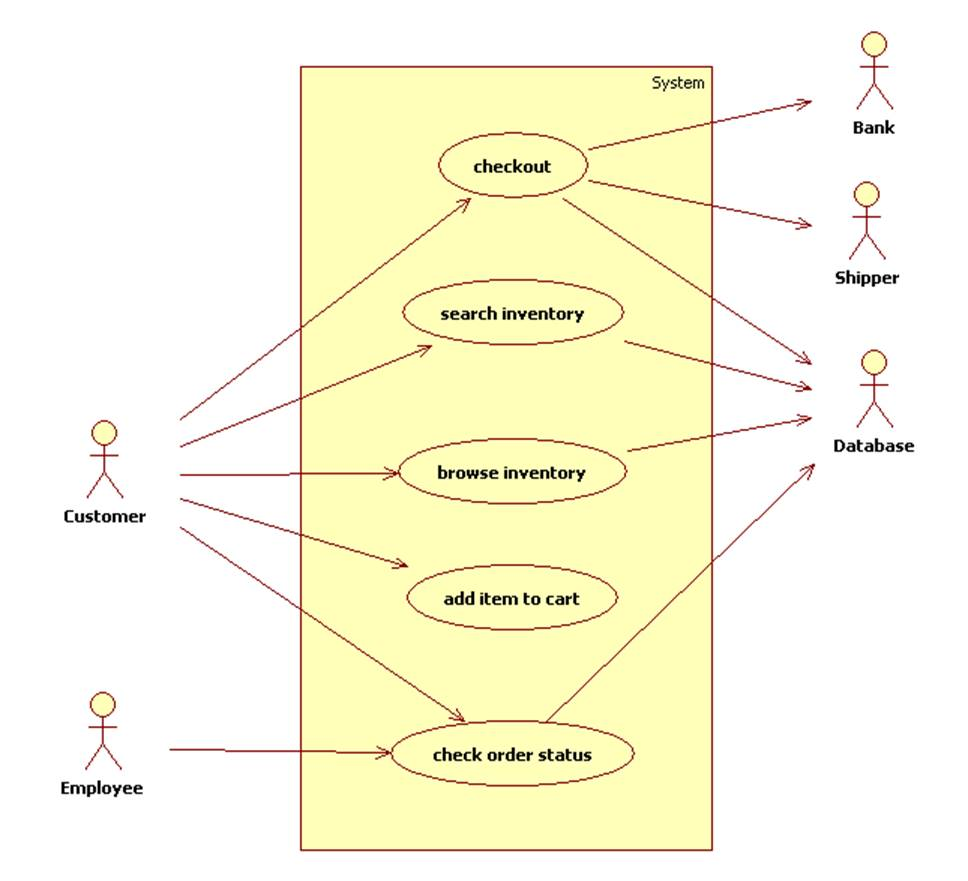 System
Bank
checkout
Shipper
search inventory
Database
browse inventory
Customer
add item to cart
check order status
Employee